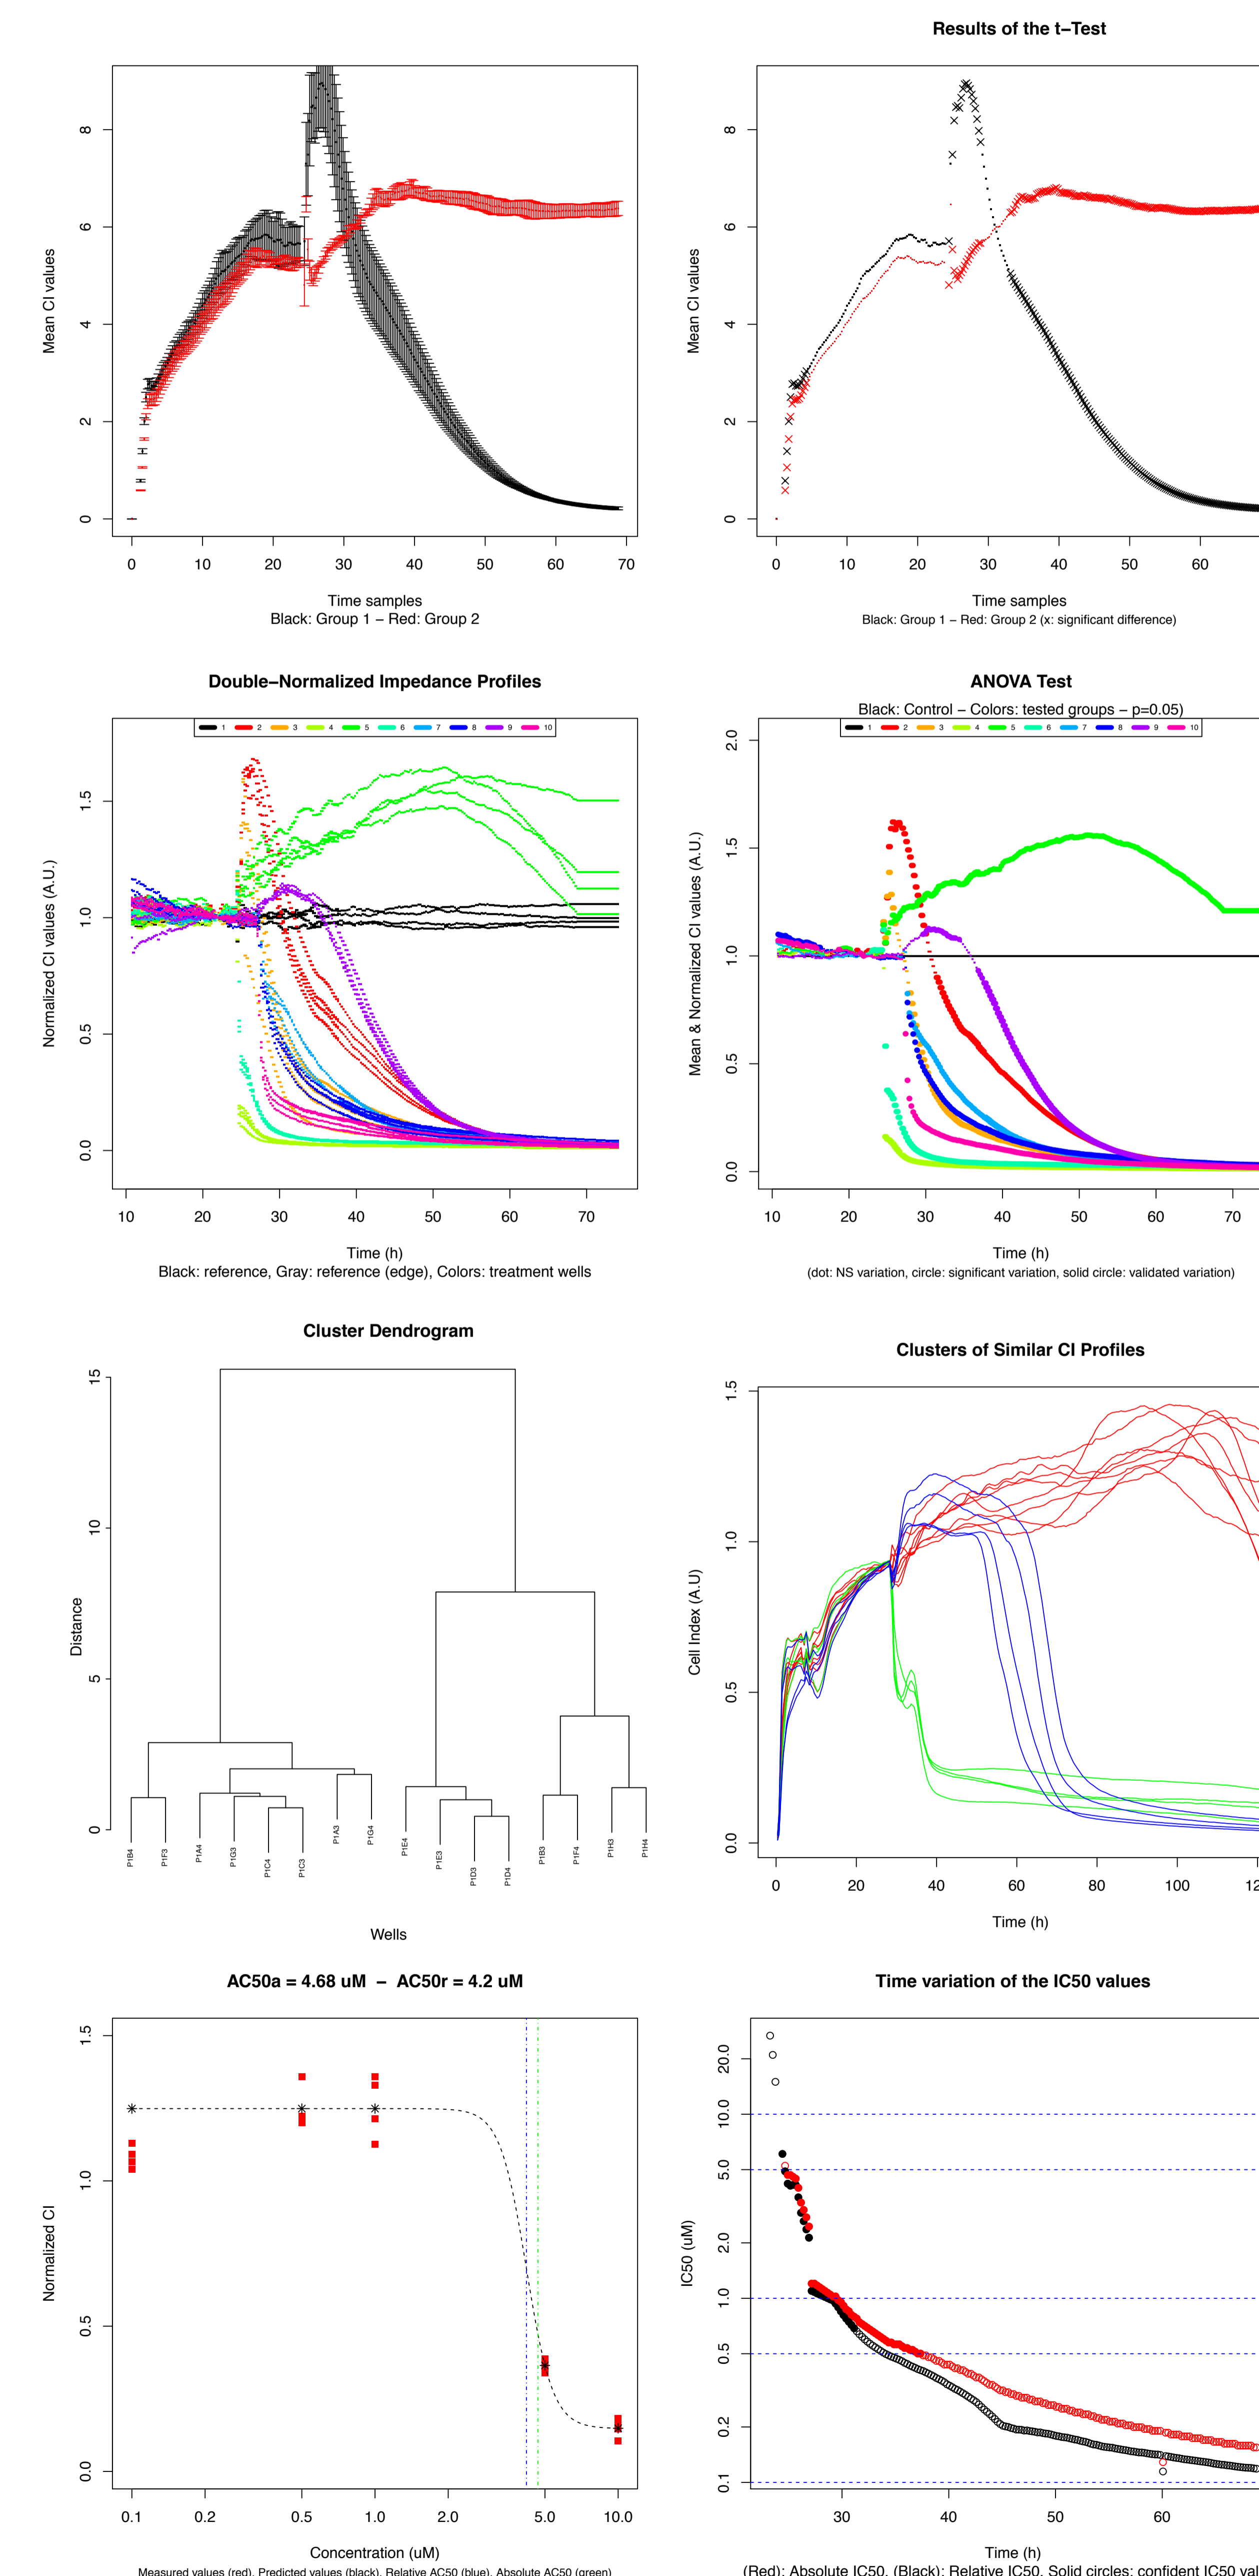 Results of the t−Test
Mean CI values
0 2 4 6 8
0 10 20 30 40 50 60 70
Time samples
Black: Group 1 − Red: Group 2
Mean CI values
0 2 4 6 8
0 10 20 30 40 50 60
Time samples
Black: Group 1 − Red: Group 2 (x: significant difference)
Double−Normalized Impedance Profiles
1 2 3 4 5 6 7 8 9 10
Normalized CI values (A.U.)
0.0 0.5 1.0 1.5
10 20 30 40 50 60 70
Time (h)
Black: reference, Gray: reference (edge), Colors: treatment wells
ANOVA Test
Black: Control − Colors: tested groups − p=0.05)
1 2 3 4 5 6 7 8 9 10
Mean & Normalized CI values (A.U.)
0.0 0.5 1.0 1.5 2.0
10 20 30 40 50 60 70
Time (h)
(dot: NS variation, circle: significant variation, solid circle: validated variation)
Cluster Dendrogram
Distance
0 5 10 15
P1B4 P1F3 P1A4 P1G3 P1C4 P1C3 P1A3 P1G4 P1E4 P1E3 P1D3 P1D4 P1B3 P1F4 P1H3 P1H4
Wells
Clusters of Similar CI Profiles
Cell Index (A.U)
0.0 0.5 1.0 1.5
0 20 40 60 80 100 12
Time (h)
AC50a = 4.68 uM − AC50r = 4.2 uM
Normalized CI
0.0 0.5 1.0 1.5
0.1 0.2 0.5 1.0 2.0 5.0 10.0
Concentration (uM)
Measured values (red), Predicted values (black), Relative AC50 (blue), Absolute AC50 (green)
Time variation of the IC50 values
IC50 (uM)
0.1 0.2 0.5 1.0 2.0 5.0 10.0 20.0
30 40 50 60
Time (h)
(Red): Absolute IC50, (Black): Relative IC50, Solid circles: confident IC50 val